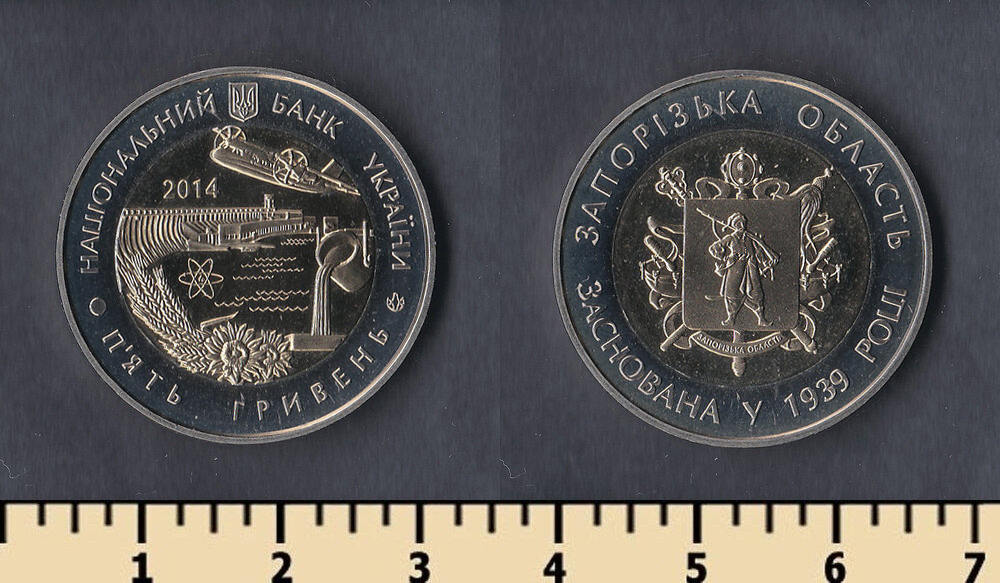 НАЦІОНАЛЬНИЙ БАНК УКРАЇНИ
2014
П'ЯТЬ ГРИВЕНЬ
ЗАПОРІЗЬКА ОБЛАСТЬ
ЗАПОРІЗЬКА ОБЛАСТЬ
ЗАСНОВАНА У 1939 РОЦІ
1 2 3 4 5 6 7